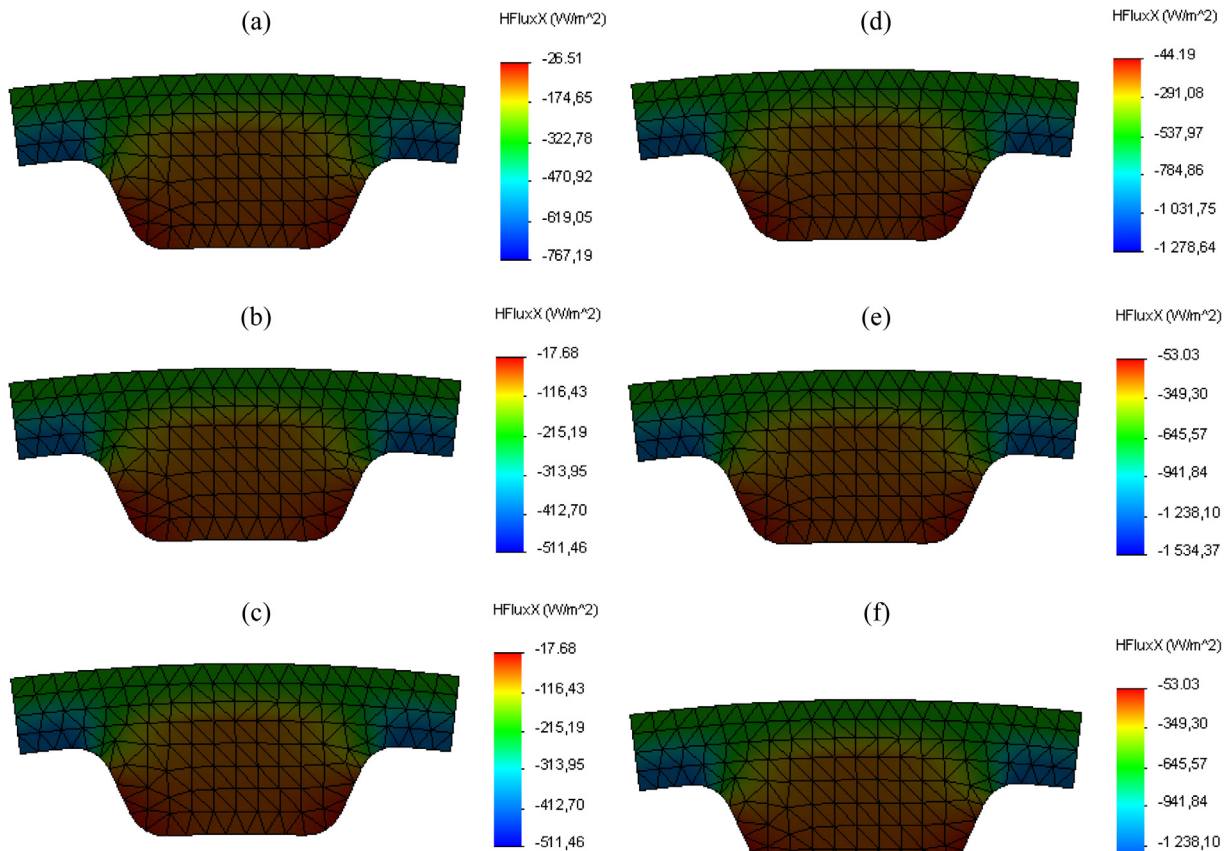 (a)
HFluxX (W/m^2)
-26.51
-174,65
-322,78
-470,92
-619,05
-767,19
(d)
HFluxX (W/m^2)
-44.19
-291,08
-537,97
-784,86
-1 031,75
-1 278,64
(b)
HFluxX (W/m^2)
-17.68
-116,43
-215,19
-313,95
-412,70
-511,46
(e)
HFluxX (W/m^2)
-53.03
-349,30
-645,57
-941,84
-1 238,10
-1 534,37
(c)
HFluxX (W/m^2)
-17.68
-116,43
-215,19
-313,95
-412,70
-511,46
(f)
HFluxX (W/m^2)
-53.03
-349,30
-645,57
-941,84
-1 238,10